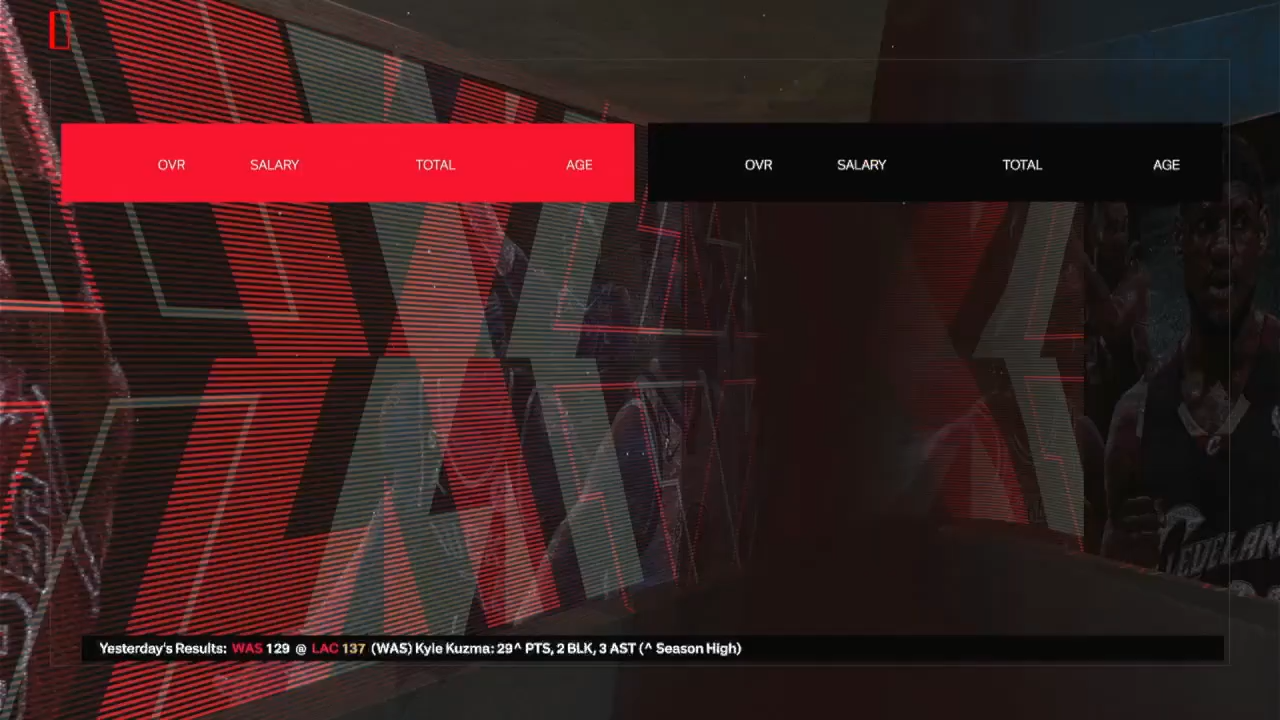 OVR SALARY TOTAL AGE OVR SALARY TOTAL AGE
Yesterday's Results: WAS 129 @ LAC 137 (WAS) Kyle Kuzma: 29^ PTS, 2 BLK, 3 AST (^ Season High)